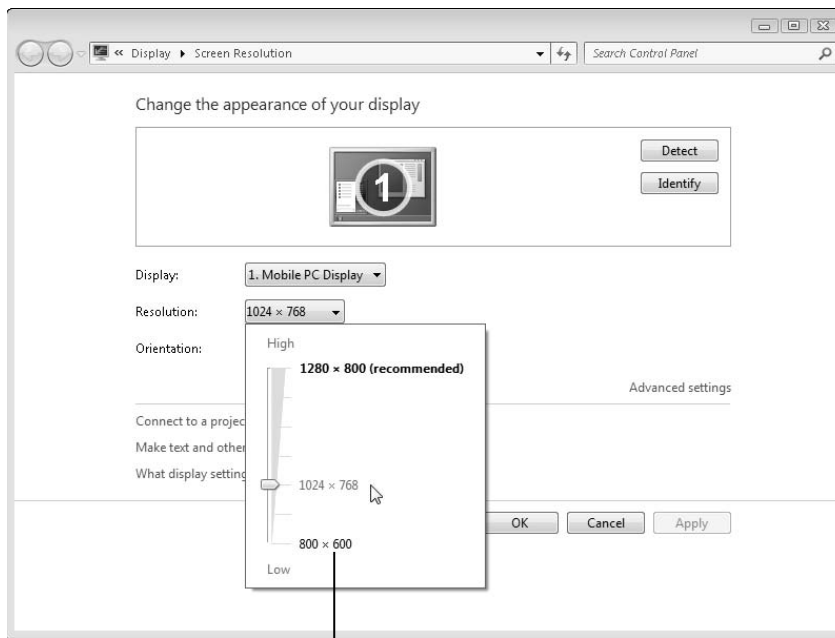 « Display ▸ Screen Resolution
Search Control Panel
Change the appearance of your display
1
Detect
Identify
Display: 1. Mobile PC Display
Resolution: 1024 × 768
Orientation:
High
1280 × 800 (recommended)
Advanced settings
Connect to a projec
Make text and other
What display setting
1024 × 768
800 × 600
Low
OK Cancel Apply